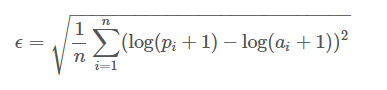 ϵ = √(1/n ∑_{i=1}^{n} (log(p_i + 1) − log(a_i + 1))²)